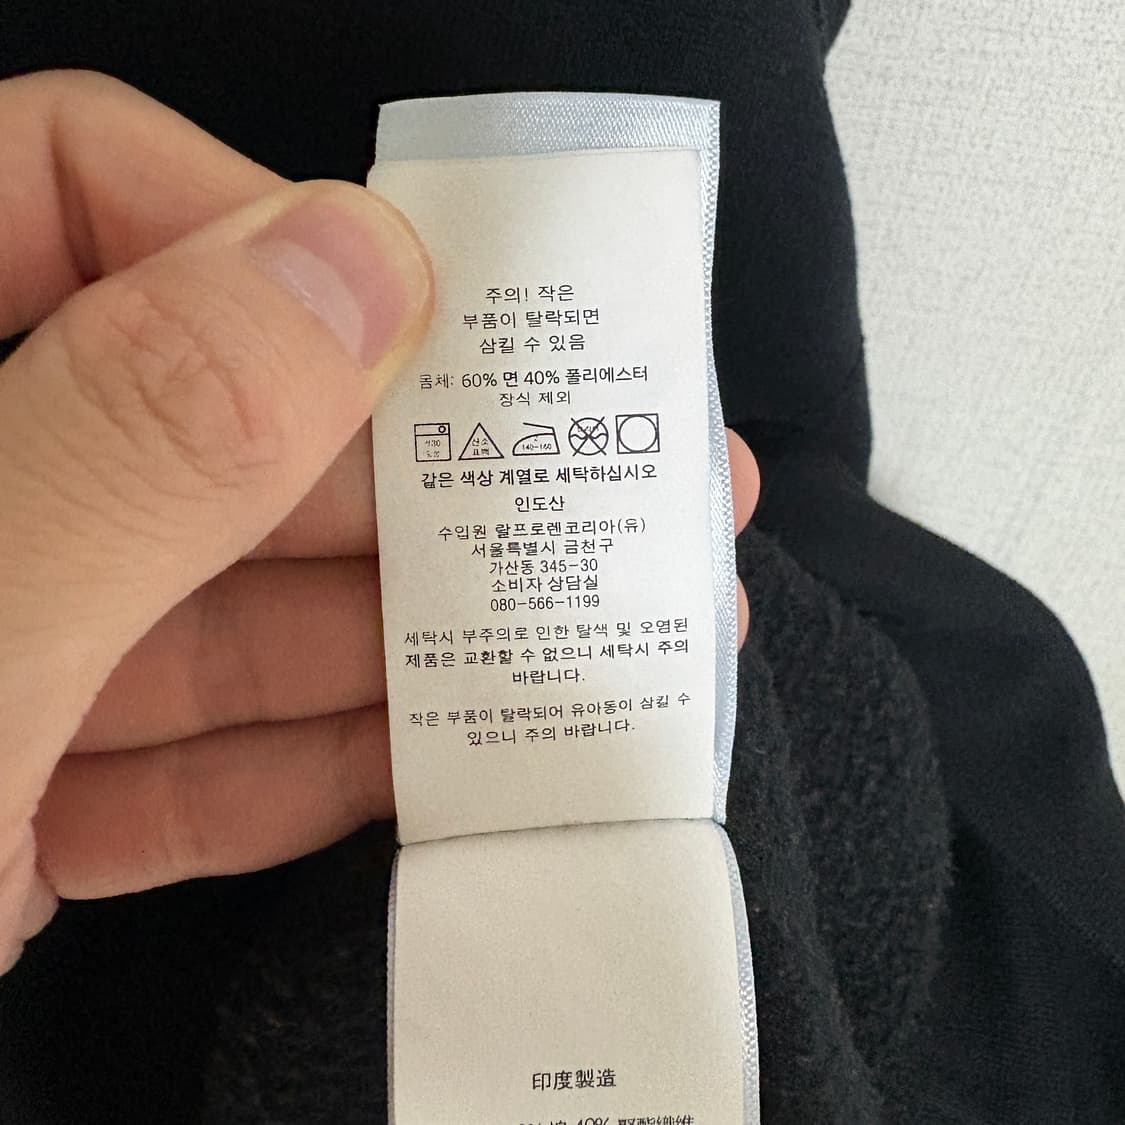 주의! 작은
부품이 탈락되면
삼킬 수 있음
몸체: 60% 면 40% 폴리에스터
장식 제외
산소
표백
140-160
같은 색상 계열로 세탁하십시오
인도산
수입원 랄프로렌코리아(유)
서울특별시 금천구
가산동 345-30
소비자 상담실
080-566-1199
세탁시 부주의로 인한 탈색 및 오염된
제품은 교환할 수 없으니 세탁시 주의
바랍니다.
작은 부품이 탈락되어 유아동이 삼킬 수
있으니 주의 바랍니다.
印度製造
40%